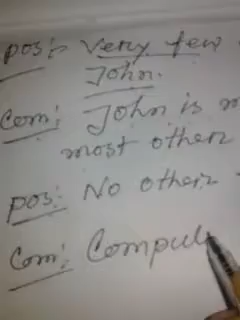 pos:- Very few
John.
Com: John is m
most other
pos: No other
Com: Compul